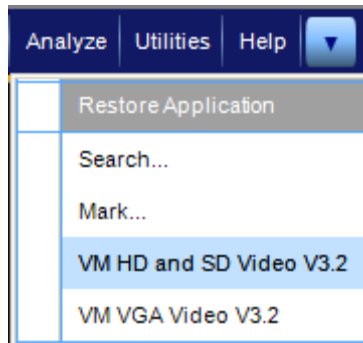 Analyze Utilities Help
Restore Application
Search...
Mark...
VM HD and SD Video V3.2
VM VGA Video V3.2